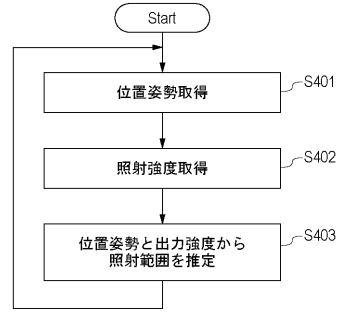 Start
位置姿勢取得
S401
照射強度取得
S402
位置姿勢と出力強度から
照射範囲を推定
S403